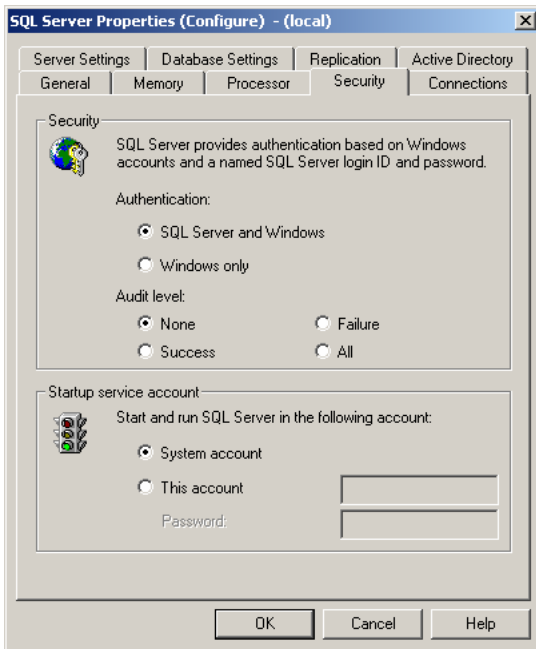 SQL Server Properties (Configure) - (local)
Server Settings
Database Settings
Replication
Active Directory
General
Memory
Processor
Security
Connections
Security
SQL Server provides authentication based on Windows
accounts and a named SQL Server login ID and password.
Authentication:
SQL Server and Windows
Windows only
Audit level:
None
Failure
Success
All
Startup service account
Start and run SQL Server in the following account:
System account
This account
Password:
OK
Cancel
Help